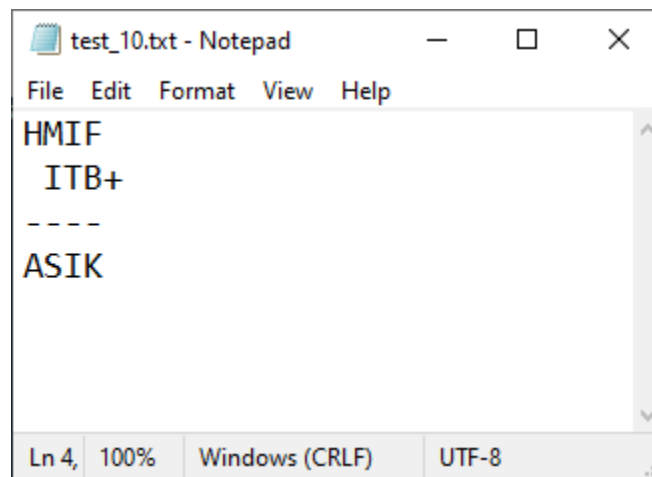 test_10.txt - Notepad
File Edit Format View Help
HMIF
 ITB+
----
ASIK
Ln 4, 100% Windows (CRLF) UTF-8